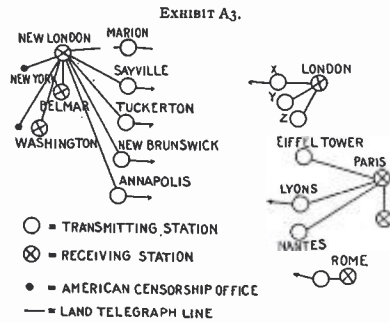 EXHIBIT A3.
NEW LONDON
MARION
NEW YORK
SAYVILLE
BELMAR
TUCKERTON
WASHINGTON
NEW BRUNSWICK
ANNAPOLIS
X
LONDON
Y
Z
EIFFEL TOWER
PARIS
LYONS
NANTES
ROME
= TRANSMITTING STATION
= RECEIVING STATION
= AMERICAN CENSORSHIP OFFICE
= LAND TELEGRAPH LINE